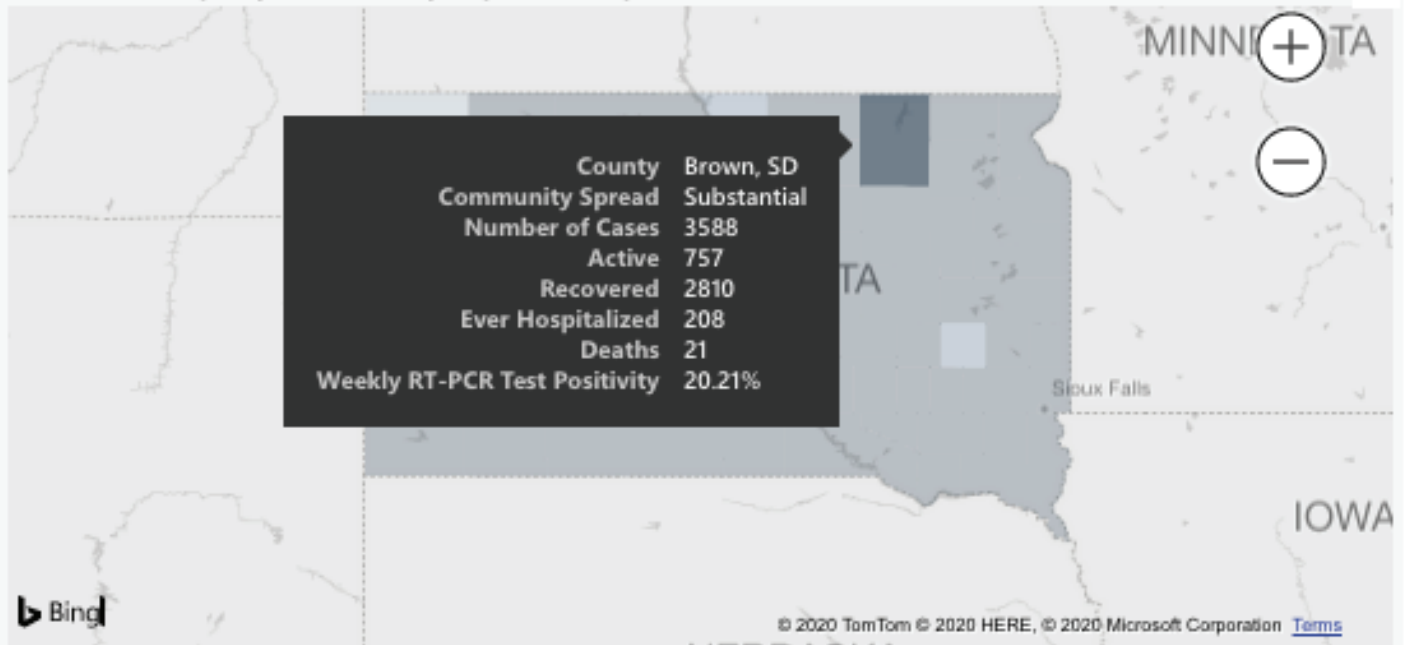 MINNE TA
County Brown, SD
Community Spread Substantial
Number of Cases 3588
Active 757
Recovered 2810
Ever Hospitalized 208
Deaths 21
Weekly RT-PCR Test Positivity 20.21%
TA
Sioux Falls
IOWA
Bing
© 2020 TomTom © 2020 HERE, © 2020 Microsoft Corporation Terms